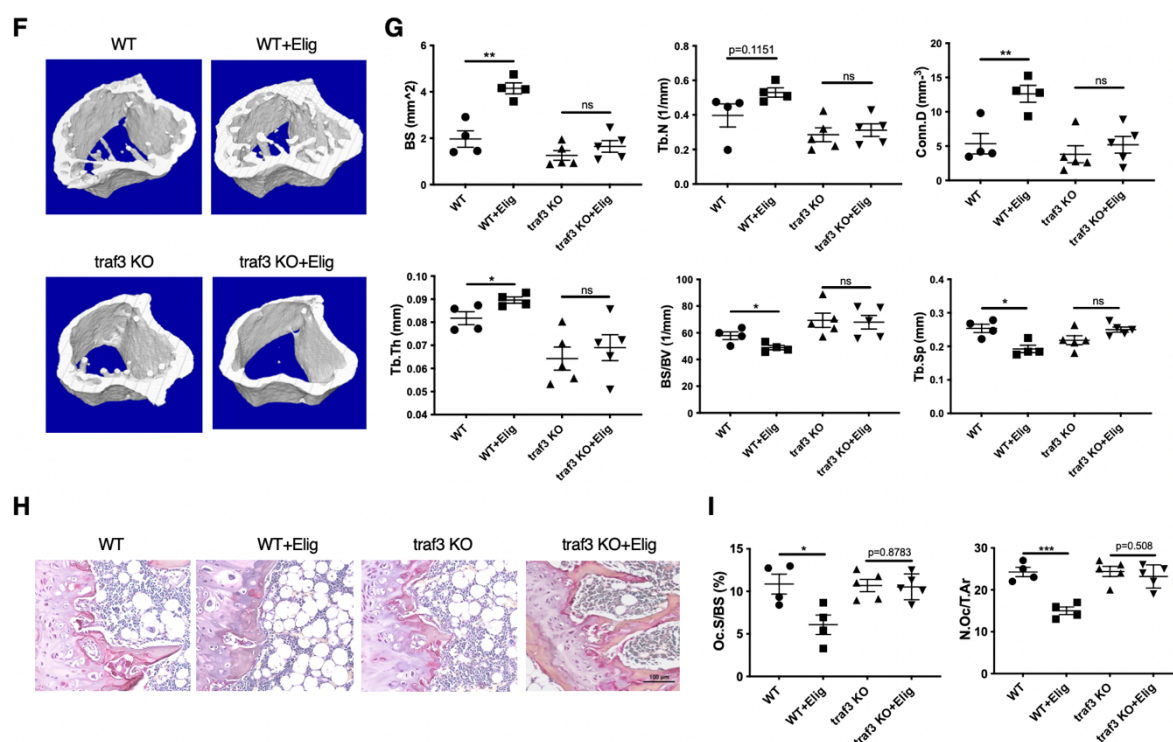 F
WT
WT+Elig
traf3 KO
traf3 KO+Elig
G
BS (mm^2)
6
4
2
0
**
ns
WT
WT+Elig
traf3 KO
traf3 KO+Elig
Tb.N (1/mm)
0.8
0.6
0.4
0.2
0.0
p=0.1151
ns
WT
WT+Elig
traf3 KO
traf3 KO+Elig
Conn.D (mm-³)
20
15
10
5
0
**
ns
WT
WT+Elig
traf3 KO
traf3 KO+Elig
Tb.Th (mm)
0.10
0.09
0.08
0.07
0.06
0.05
0.04
*
ns
WT
WT+Elig
traf3 KO
traf3 KO+Elig
BS/BV (1/mm)
100
80
60
40
20
0
*
ns
WT
WT+Elig
traf3 KO
traf3 KO+Elig
Tb.Sp (mm)
0.4
0.3
0.2
0.1
0.0
*
ns
WT
WT+Elig
traf3 KO
traf3 KO+Elig
H
WT
WT+Elig
traf3 KO
traf3 KO+Elig
100 μm
I
Oc.S/BS (%)
15
10
5
0
*
p=0.8783
WT
WT+Elig
traf3 KO
traf3 KO+Elig
N.Oc/T.Ar
30
20
10
0
***
p=0.508
WT
WT+Elig
traf3 KO
traf3 KO+Elig